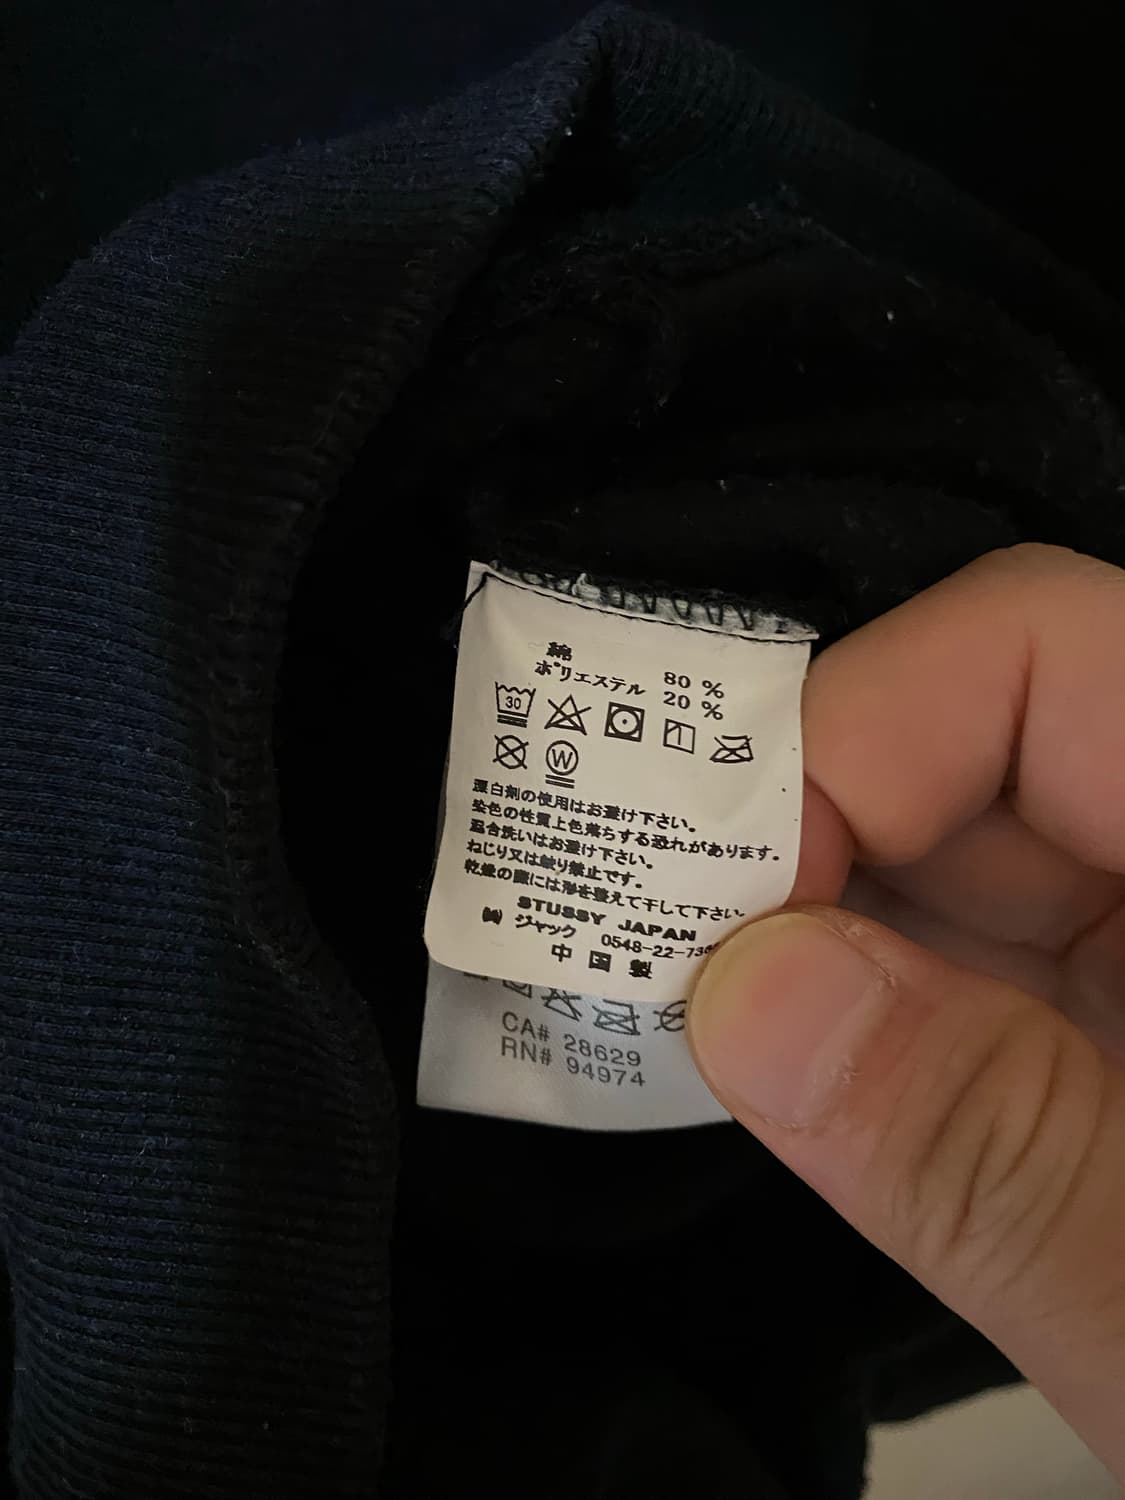 綿 80 %
ポリエステル 20 %
30
W
漂白剤の使用はお避け下さい。
染色の性質上色落ちする恐れがあります。
混合洗いはお避け下さい。
ねじり又は絞り禁止です。
乾燥の際には形を整えて干して下さい。
STUSSY JAPAN
㈱ ジャック 0548-22-73
中国製
CA# 28629
RN# 94974